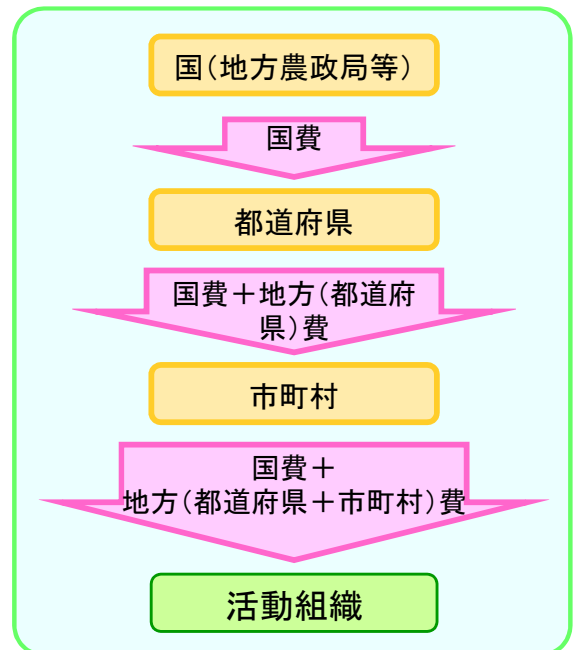 国(地方農政局等)
国費
都道府県
国費＋地方(都道府
県)費
市町村
国費＋
地方(都道府県＋市町村)費
活動組織